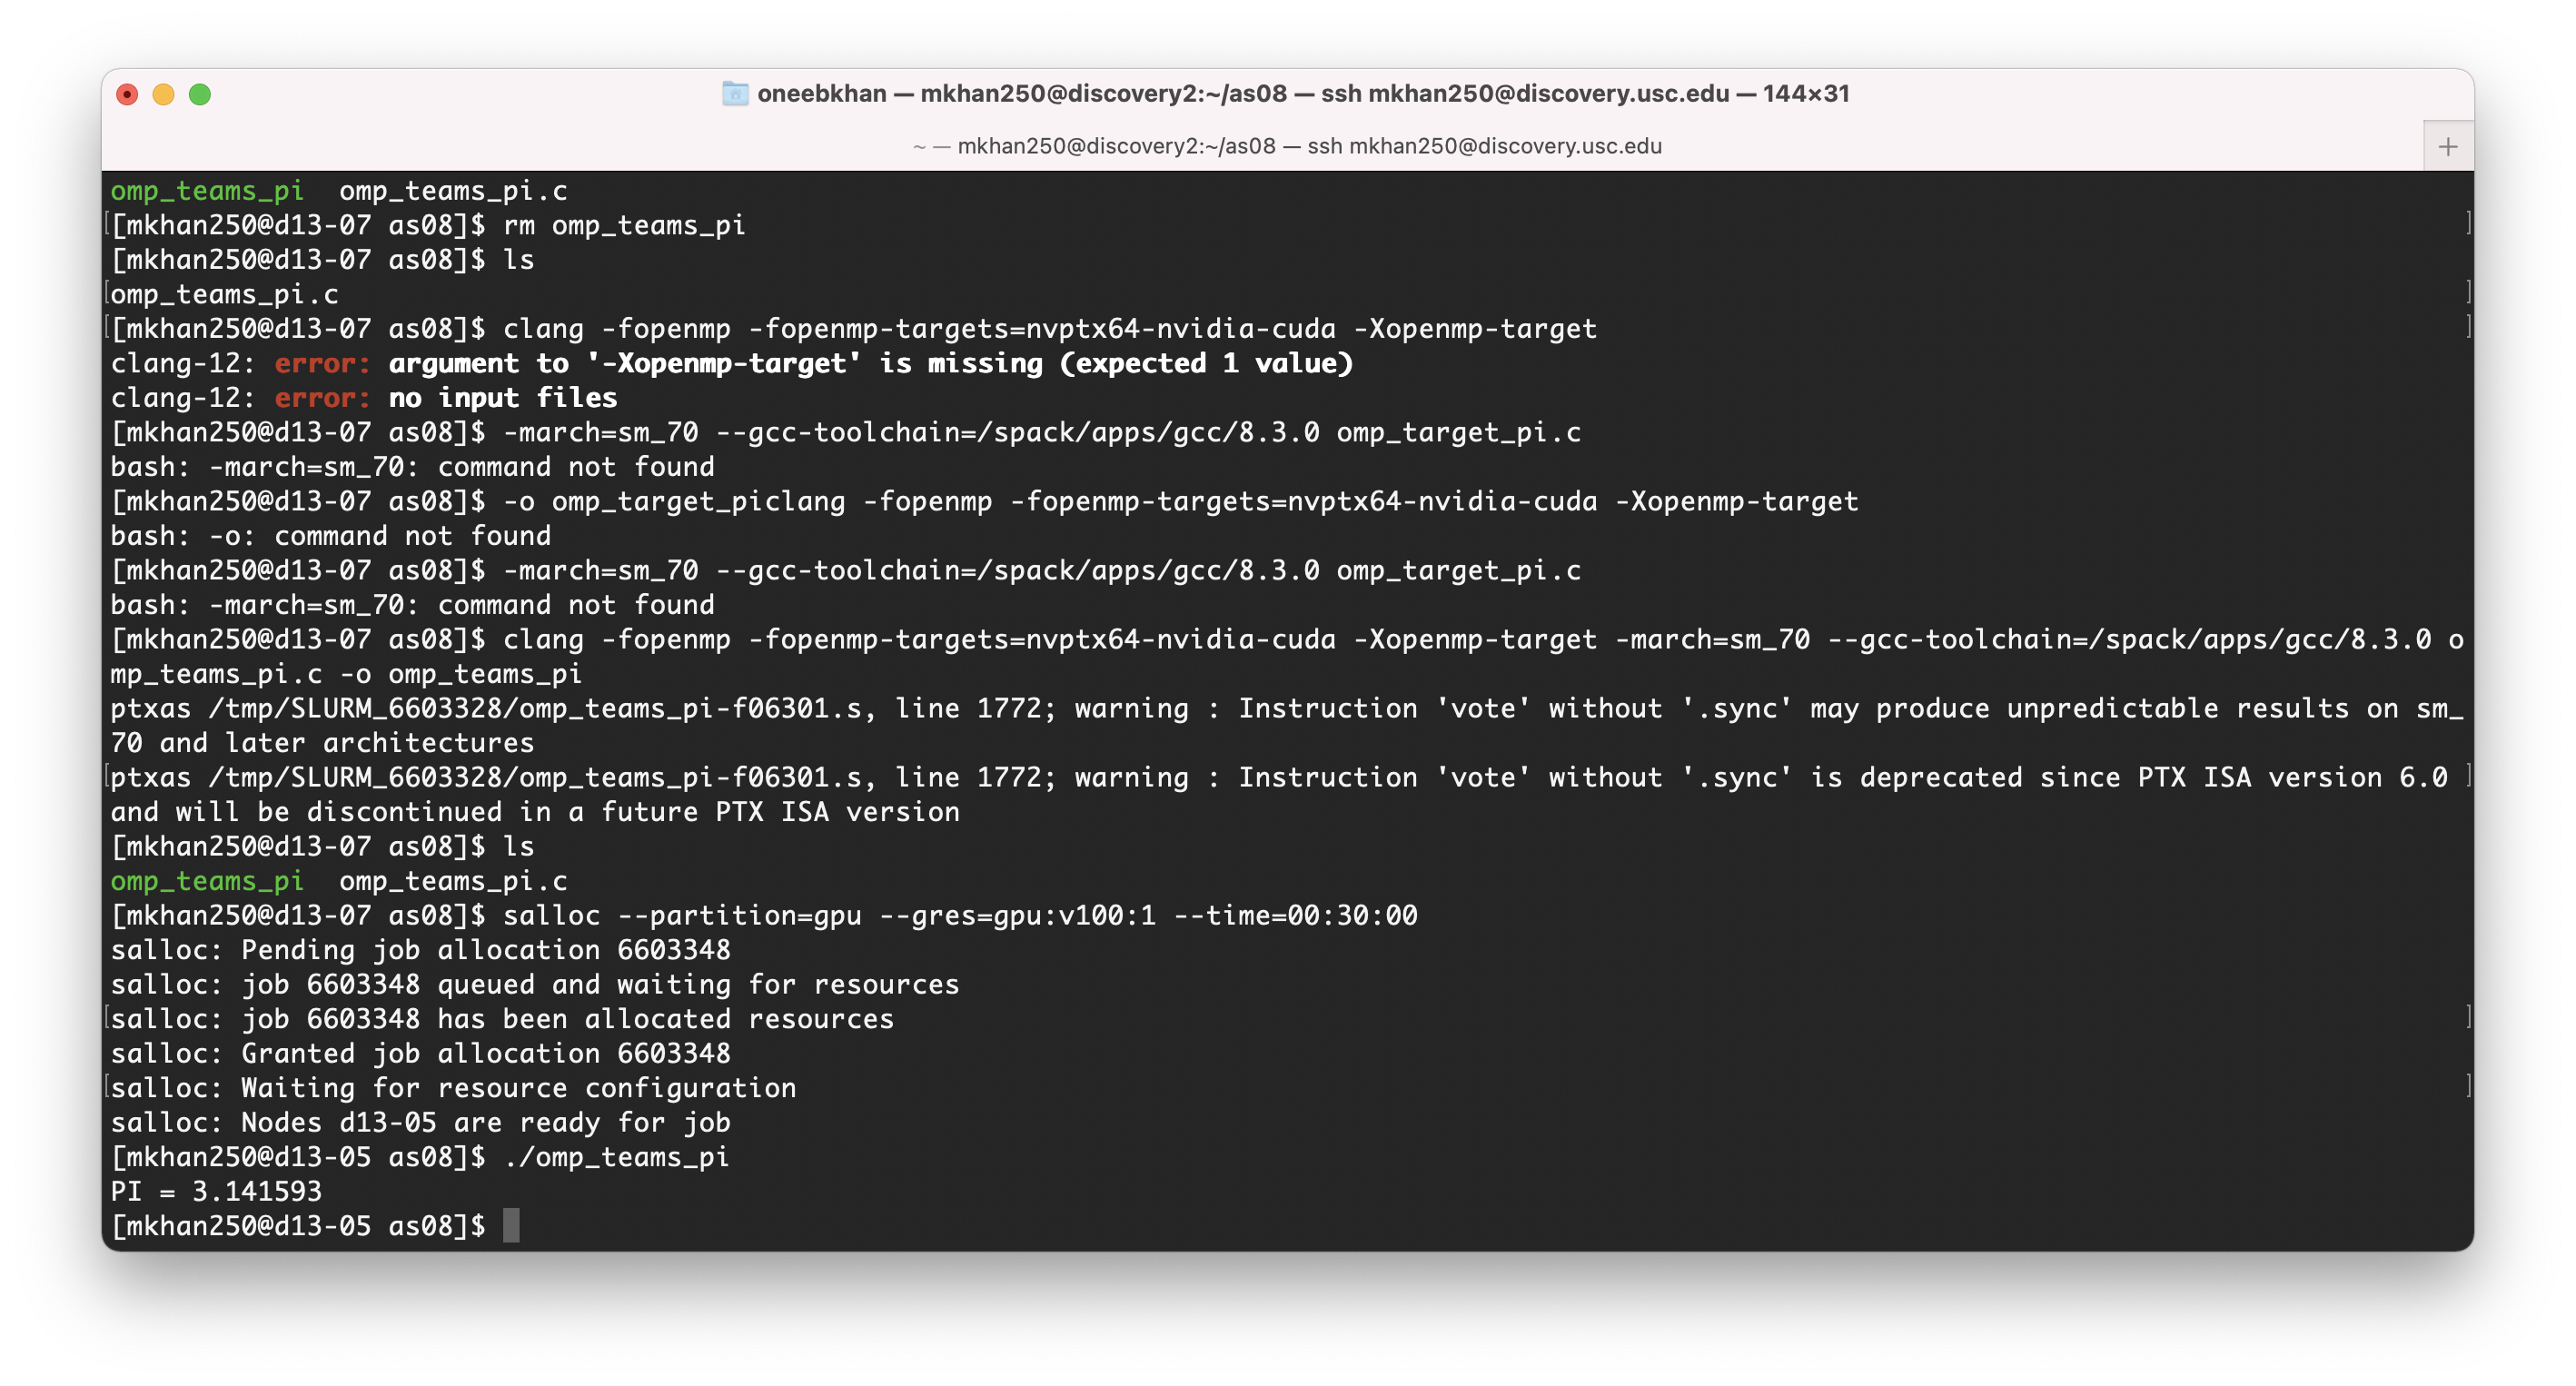 oneebkhan — mkhan250@discovery2:~/as08 — ssh mkhan250@discovery.usc.edu — 144×31
~ — mkhan250@discovery2:~/as08 — ssh mkhan250@discovery.usc.edu
+
omp_teams_pi  omp_teams_pi.c
[[mkhan250@d13-07 as08]$ rm omp_teams_pi ]
[mkhan250@d13-07 as08]$ ls
[omp_teams_pi.c ]
[[mkhan250@d13-07 as08]$ clang -fopenmp -fopenmp-targets=nvptx64-nvidia-cuda -Xopenmp-target ]
clang-12: error: argument to '-Xopenmp-target' is missing (expected 1 value)
clang-12: error: no input files
[mkhan250@d13-07 as08]$ -march=sm_70 --gcc-toolchain=/spack/apps/gcc/8.3.0 omp_target_pi.c
bash: -march=sm_70: command not found
[mkhan250@d13-07 as08]$ -o omp_target_piclang -fopenmp -fopenmp-targets=nvptx64-nvidia-cuda -Xopenmp-target
bash: -o: command not found
[mkhan250@d13-07 as08]$ -march=sm_70 --gcc-toolchain=/spack/apps/gcc/8.3.0 omp_target_pi.c
bash: -march=sm_70: command not found
[mkhan250@d13-07 as08]$ clang -fopenmp -fopenmp-targets=nvptx64-nvidia-cuda -Xopenmp-target -march=sm_70 --gcc-toolchain=/spack/apps/gcc/8.3.0 o
mp_teams_pi.c -o omp_teams_pi
ptxas /tmp/SLURM_6603328/omp_teams_pi-f06301.s, line 1772; warning : Instruction 'vote' without '.sync' may produce unpredictable results on sm_
70 and later architectures
[ptxas /tmp/SLURM_6603328/omp_teams_pi-f06301.s, line 1772; warning : Instruction 'vote' without '.sync' is deprecated since PTX ISA version 6.0 ]
and will be discontinued in a future PTX ISA version
[mkhan250@d13-07 as08]$ ls
omp_teams_pi  omp_teams_pi.c
[mkhan250@d13-07 as08]$ salloc --partition=gpu --gres=gpu:v100:1 --time=00:30:00
salloc: Pending job allocation 6603348
salloc: job 6603348 queued and waiting for resources
[salloc: job 6603348 has been allocated resources ]
salloc: Granted job allocation 6603348
[salloc: Waiting for resource configuration ]
salloc: Nodes d13-05 are ready for job
[mkhan250@d13-05 as08]$ ./omp_teams_pi
PI = 3.141593
[mkhan250@d13-05 as08]$